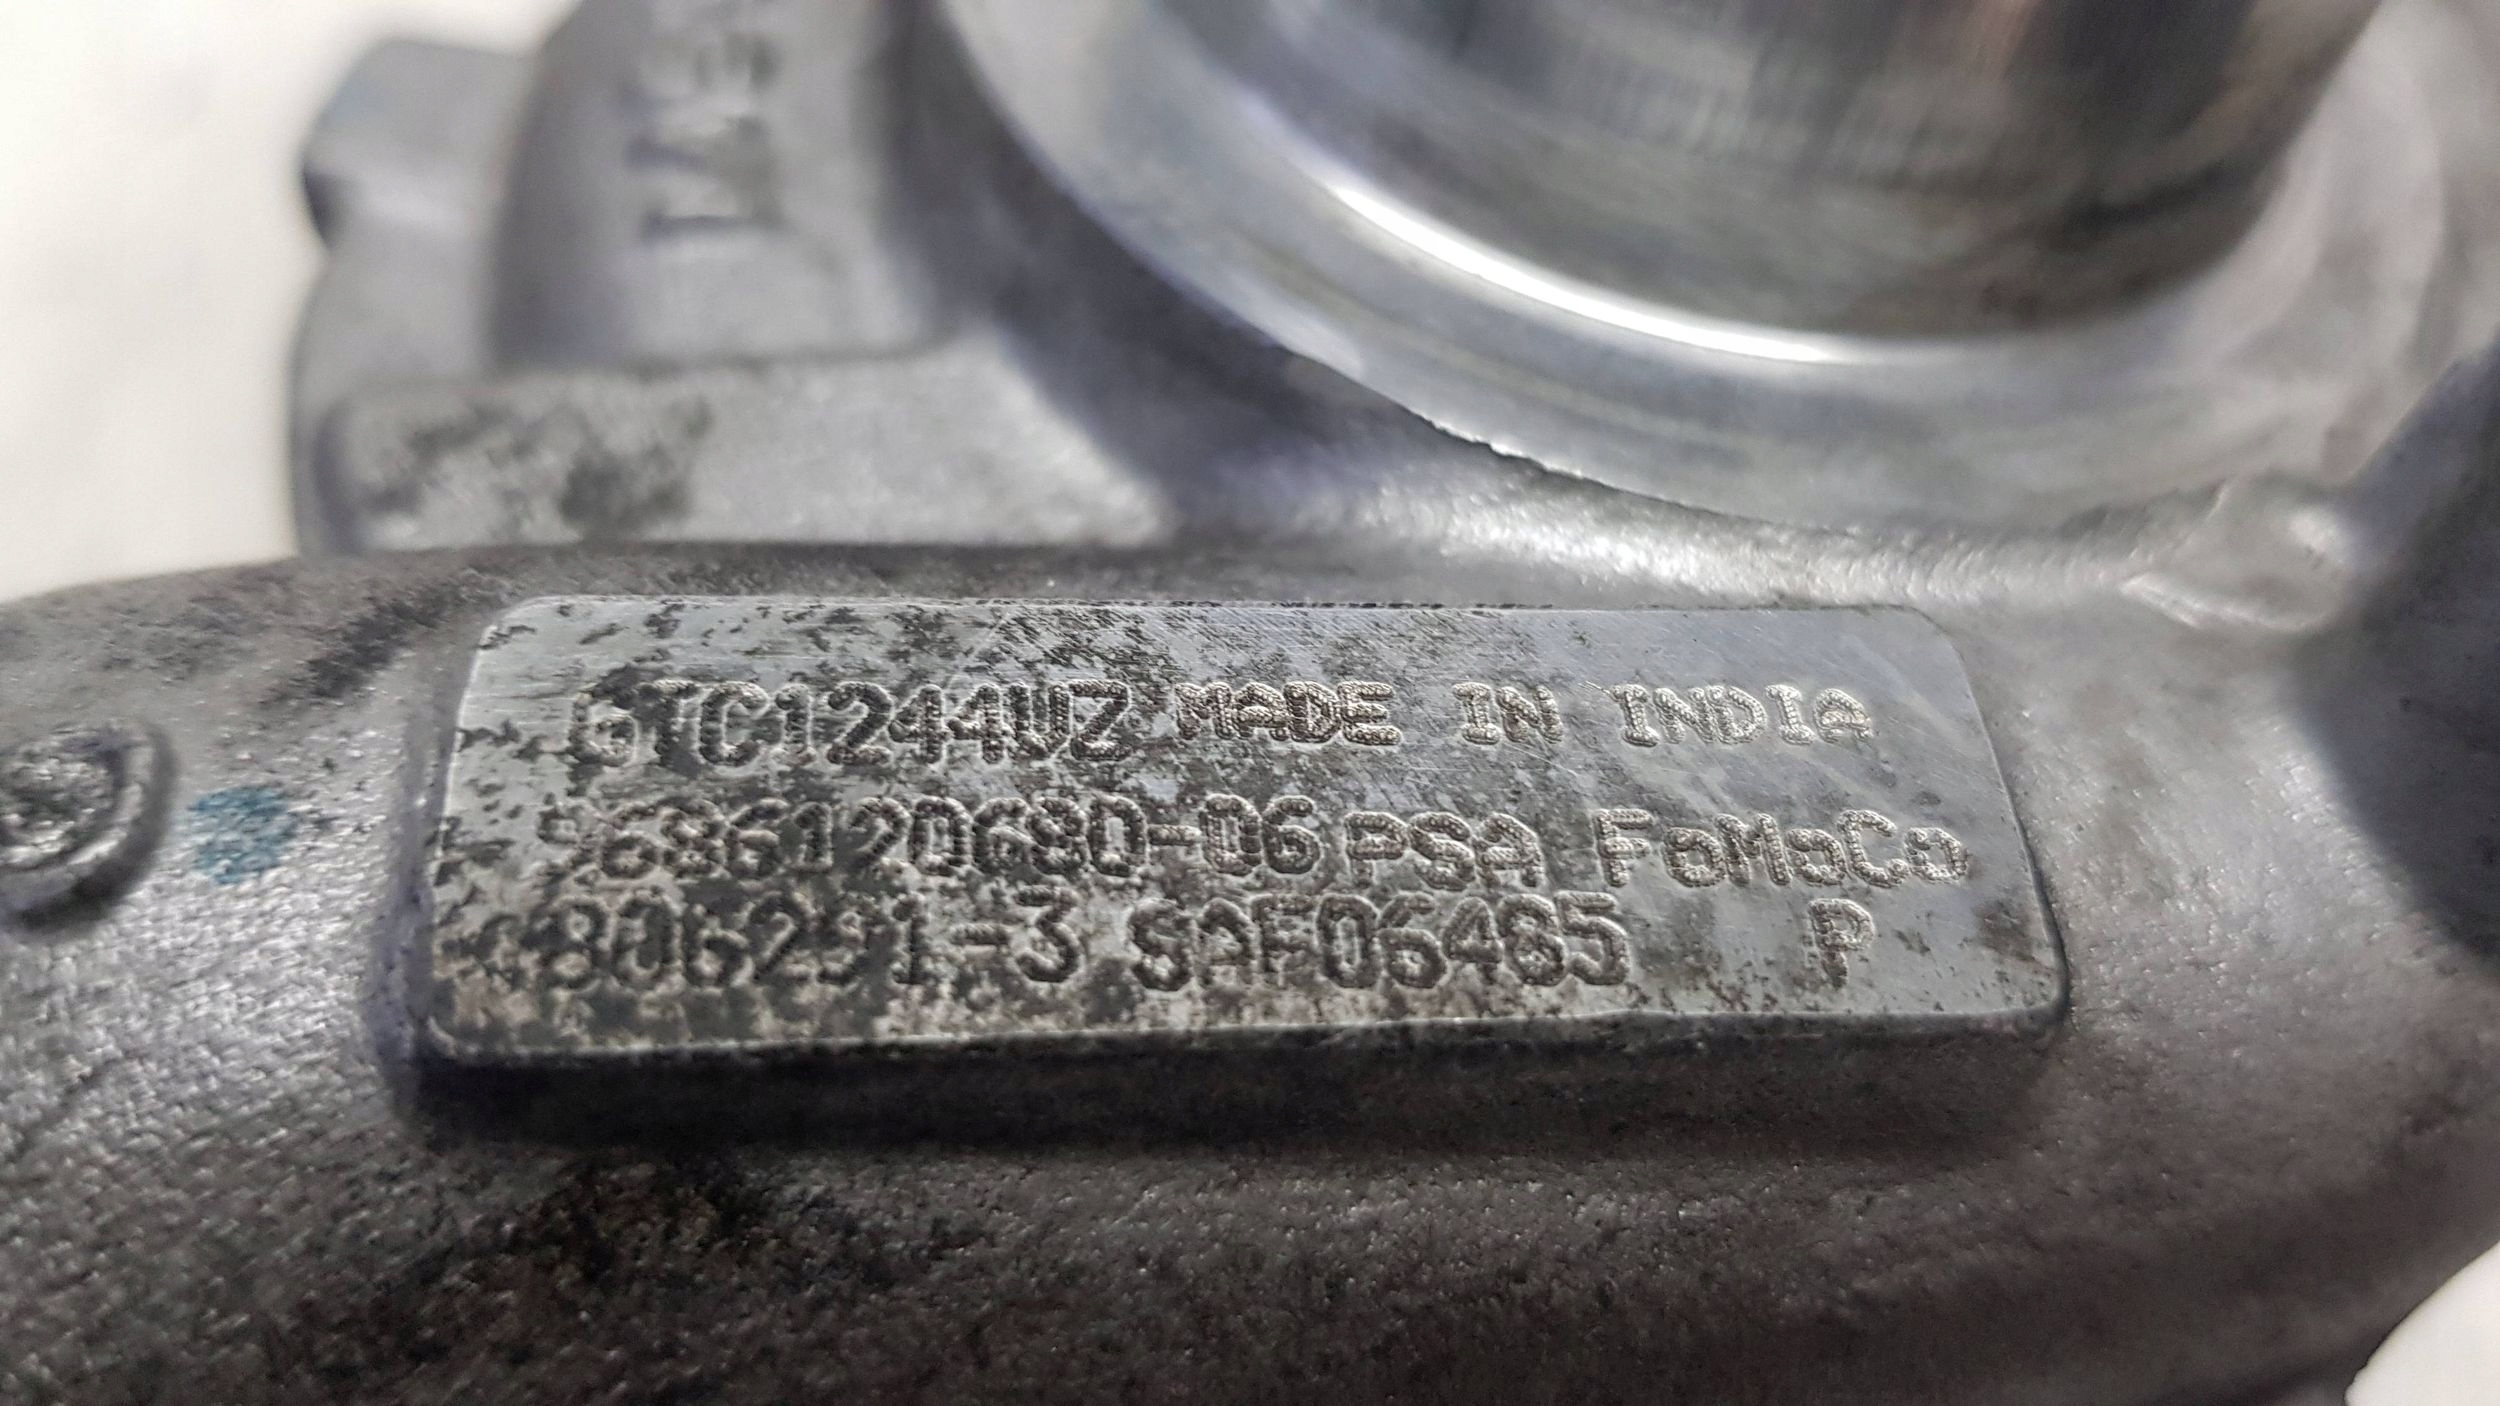 GTC1244VZ MADE IN INDIA
9686120680-06 PSA FoMoCo
806291-3 SAF06485 P